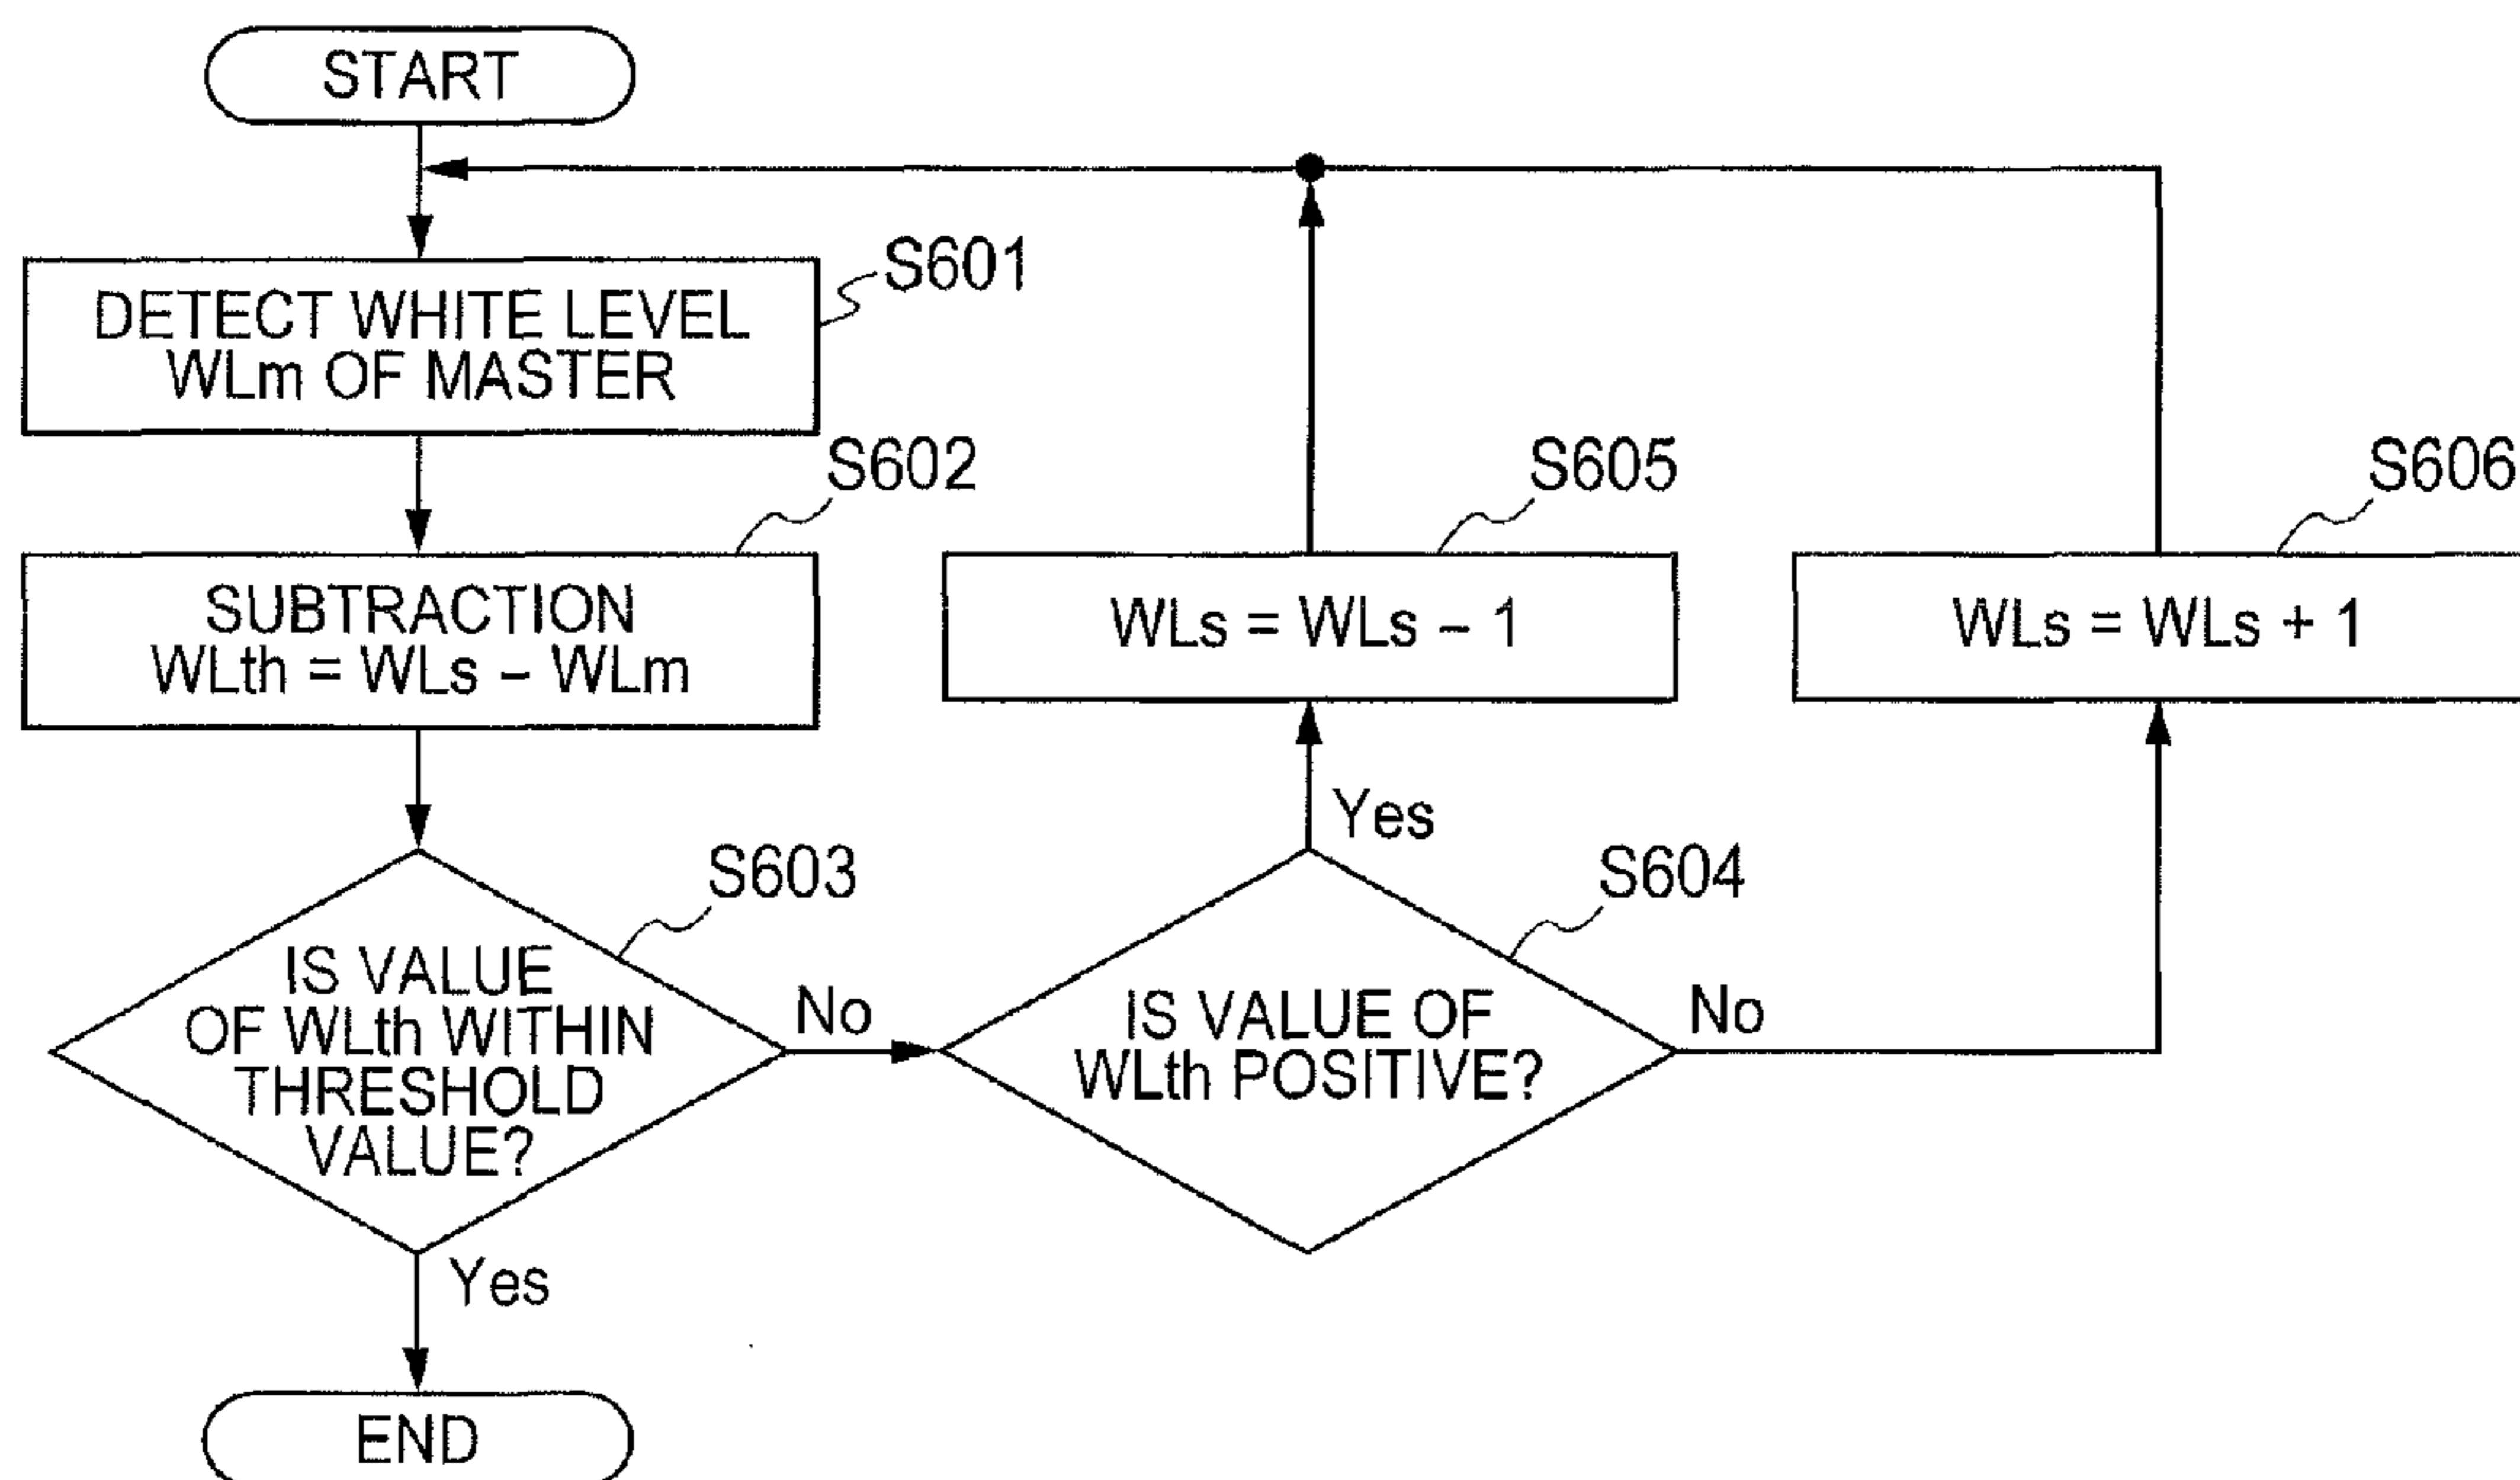 START
S601
DETECT WHITE LEVEL
WLm OF MASTER
S602
SUBTRACTION
WLth = WLs – WLm
S605
WLs = WLs – 1
S606
WLs = WLs + 1
S603
IS VALUE
OF WLth WITHIN
THRESHOLD
VALUE?
No
Yes
S604
IS VALUE OF
WLth POSITIVE?
Yes
No
END